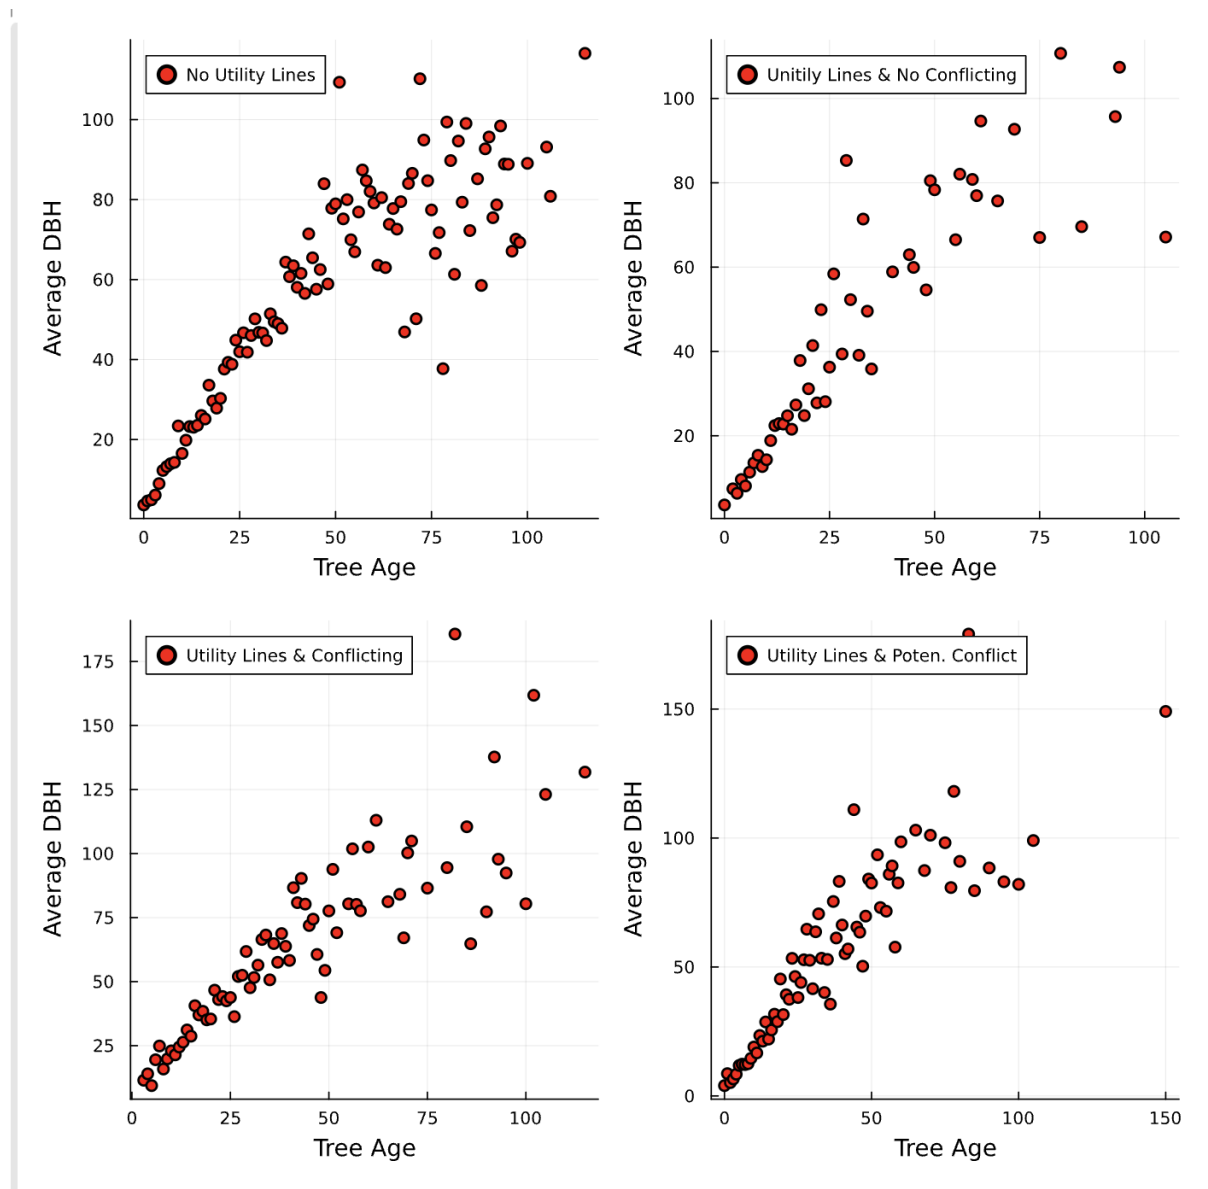 No Utility Lines
100
80
60
40
20
0 25 50 75 100
Average DBH
Tree Age
Unitily Lines & No Conflicting
100
80
60
40
20
0 25 50 75 100
Average DBH
Tree Age
Utility Lines & Conflicting
175
150
125
100
75
50
25
0 25 50 75 100
Average DBH
Tree Age
Utility Lines & Poten. Conflict
150
100
50
0
0 50 100 150
Average DBH
Tree Age